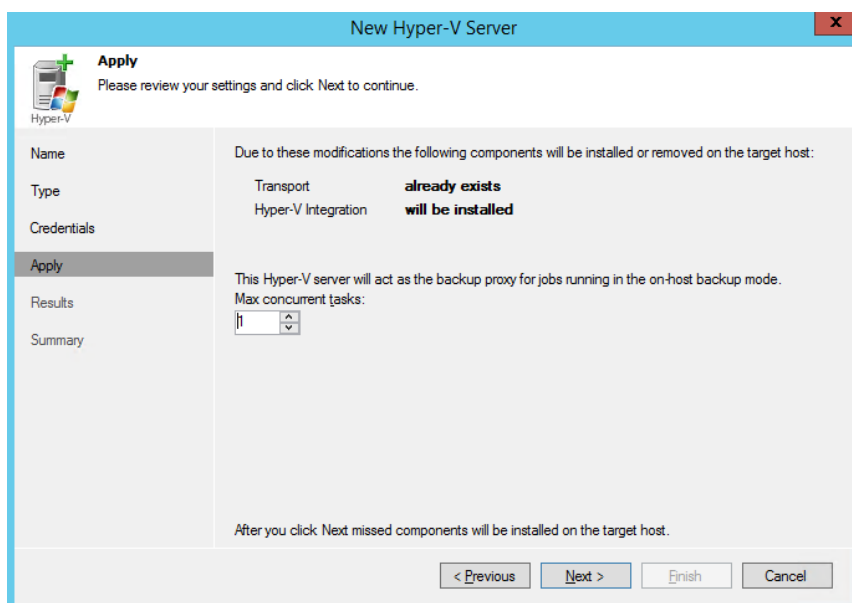 New Hyper-V Server
x
Apply
Please review your settings and click Next to continue.
Hyper-V
Name
Type
Credentials
Apply
Results
Summary
Due to these modifications the following components will be installed or removed on the target host:
Transport already exists
Hyper-V Integration will be installed
This Hyper-V server will act as the backup proxy for jobs running in the on-host backup mode.
Max concurrent tasks:
1
After you click Next missed components will be installed on the target host.
< Previous Next > Finish Cancel